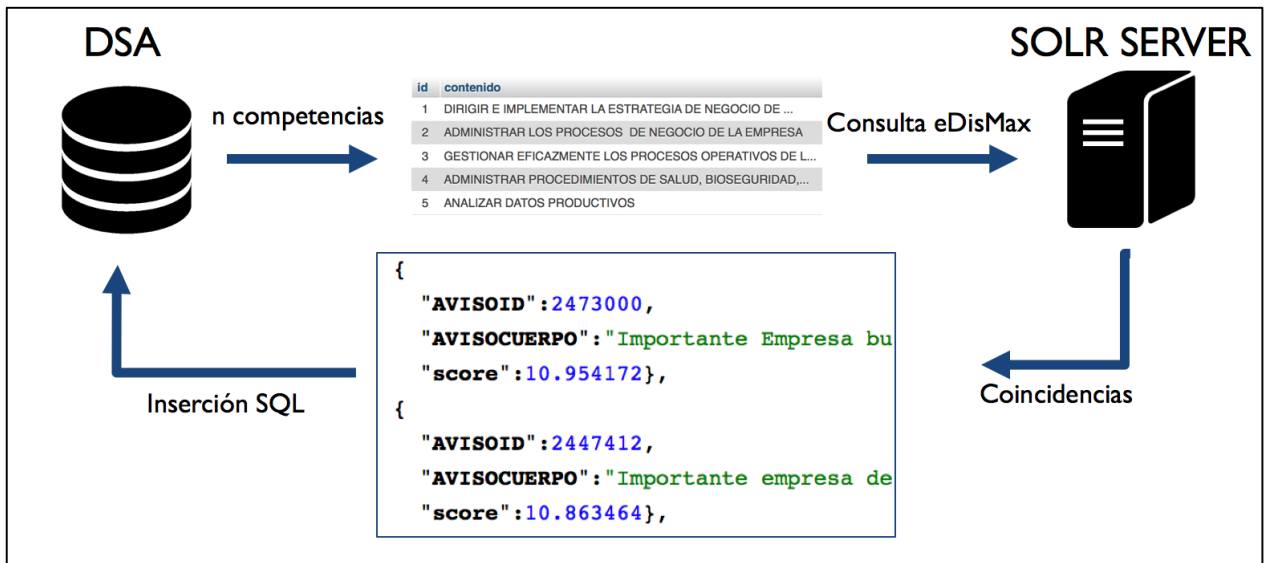 DSA
SOLR SERVER
n competencias
id contenido
1 DIRIGIR E IMPLEMENTAR LA ESTRATEGIA DE NEGOCIO DE ...
2 ADMINISTRAR LOS PROCESOS DE NEGOCIO DE LA EMPRESA
3 GESTIONAR EFICAZMENTE LOS PROCESOS OPERATIVOS DE L...
4 ADMINISTRAR PROCEDIMIENTOS DE SALUD, BIOSEGURIDAD,...
5 ANALIZAR DATOS PRODUCTIVOS
Consulta eDisMax
{
"AVISOID":2473000,
"AVISOCUERPO":"Importante Empresa bu
"score":10.954172},
{
"AVISOID":2447412,
"AVISOCUERPO":"Importante empresa de
"score":10.863464},
Coincidencias
Inserción SQL